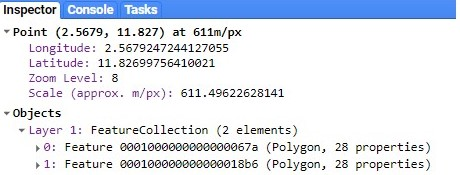 Inspector Console Tasks
Point (2.5679, 11.827) at 611m/px
Longitude: 2.5679247244127055
Latitude: 11.82699756410021
Zoom Level: 8
Scale (approx. m/px): 611.49622628141
Objects
Layer 1: FeatureCollection (2 elements)
0: Feature 0001000000000000067a (Polygon, 28 properties)
1: Feature 000100000000000018b6 (Polygon, 28 properties)